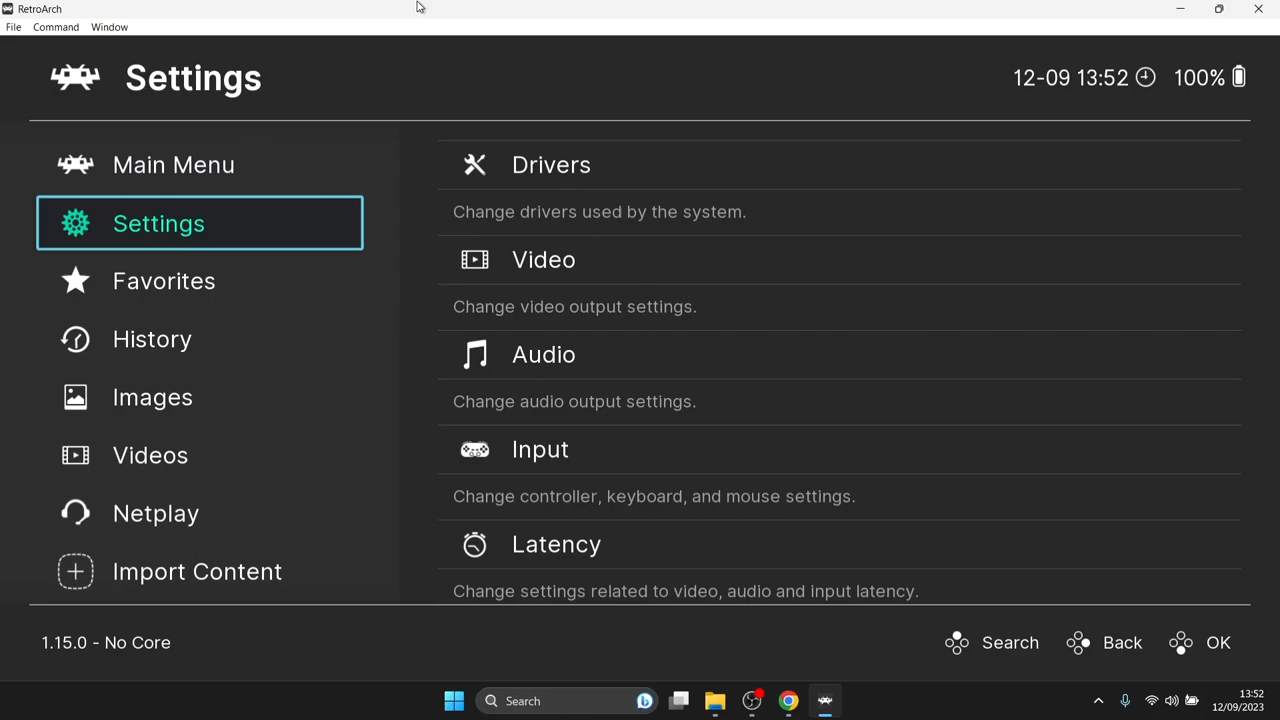 RetroArch
File Command Window
Settings
12-09 13:52 100%
Main Menu
Settings
Favorites
History
Images
Videos
Netplay
Import Content
Drivers
Change drivers used by the system.
Video
Change video output settings.
Audio
Change audio output settings.
Input
Change controller, keyboard, and mouse settings.
Latency
Change settings related to video, audio and input latency.
1.15.0 - No Core
Search Back OK
Search
13:52
12/09/2023